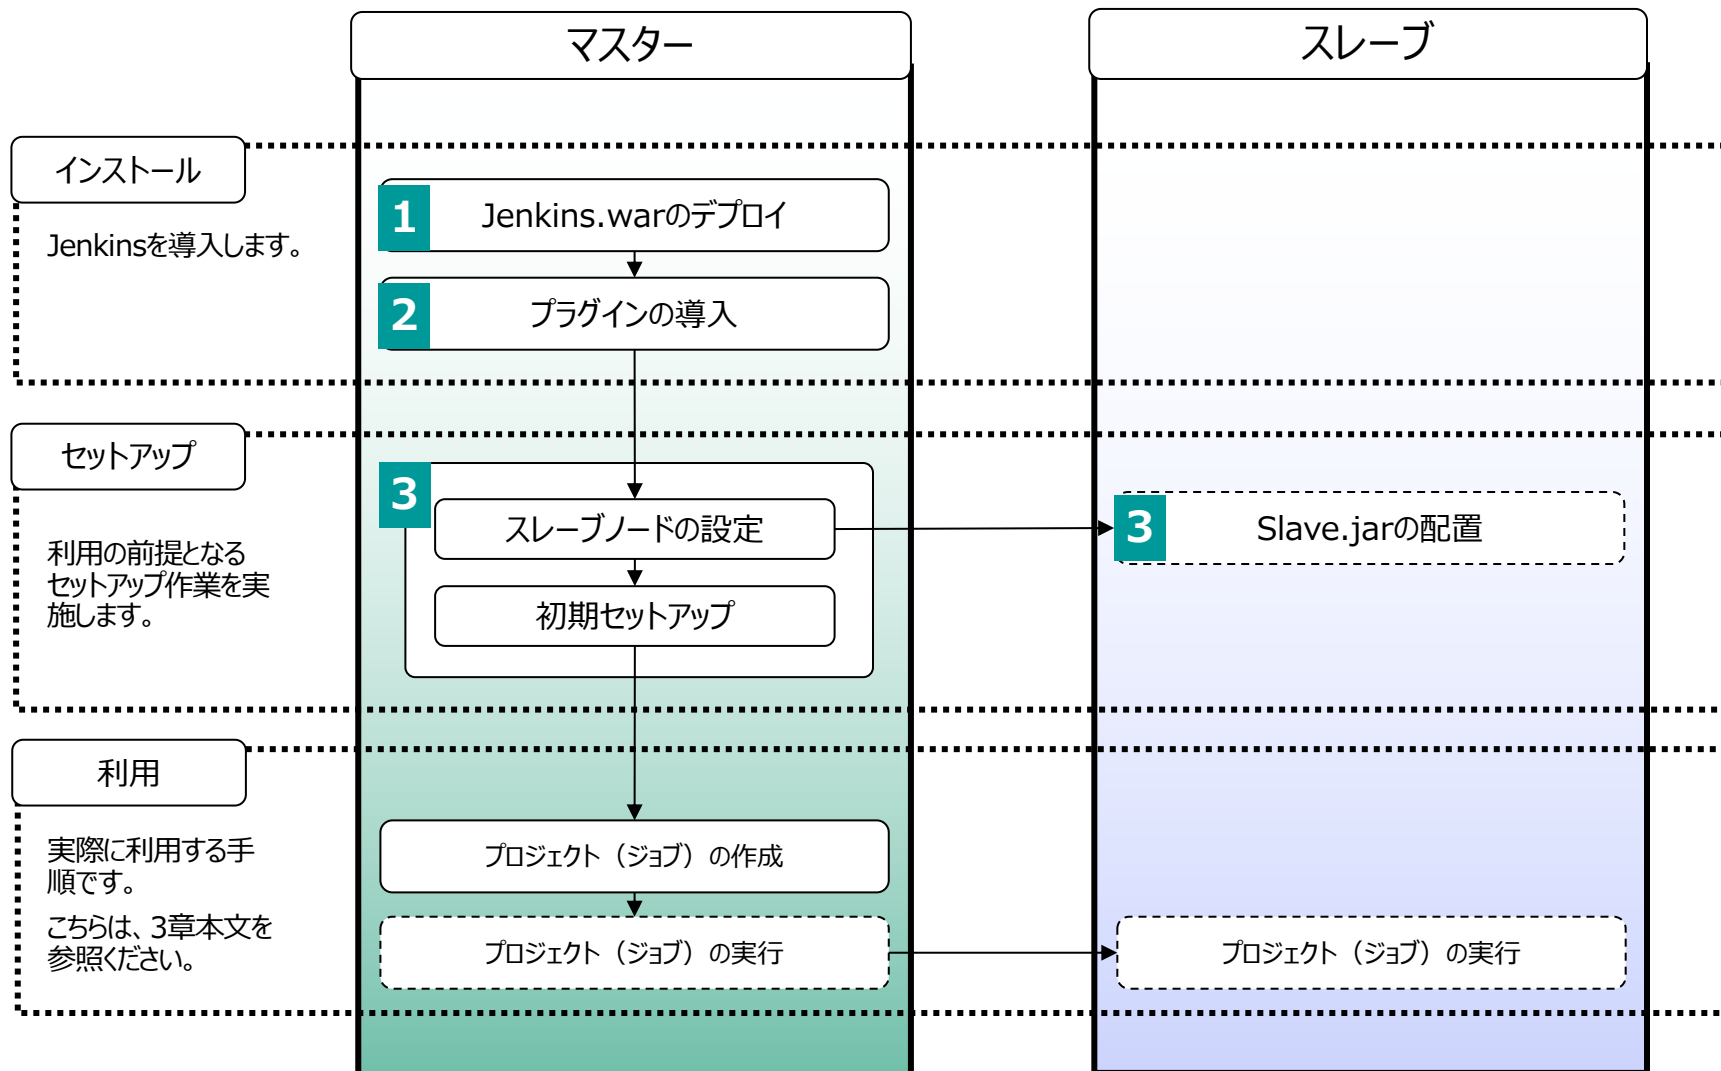 マスター
スレーブ
インストール
Jenkinsを導入します。
1
Jenkins.warのデプロイ
2
プラグインの導入
セットアップ
利用の前提となる
セットアップ作業を実
施します。
3
スレーブノードの設定
初期セットアップ
3
Slave.jarの配置
利用
実際に利用する手
順です。
こちらは、3章本文を
参照ください。
プロジェクト（ジョブ）の作成
プロジェクト（ジョブ）の実行
プロジェクト（ジョブ）の実行